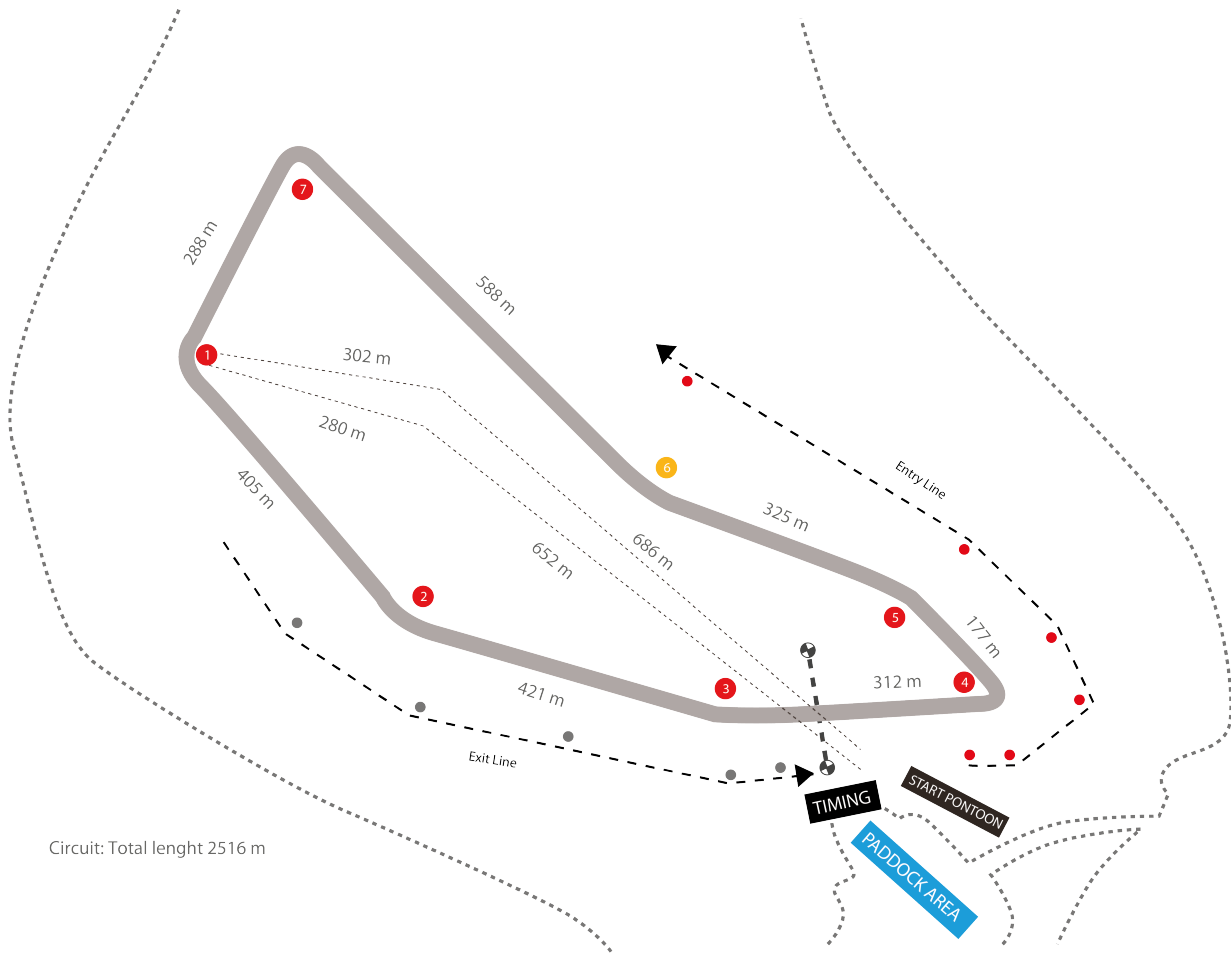 7
288 m
588 m
1
302 m
280 m
405 m
6
Entry Line
325 m
686 m
652 m
2
5
177 m
3
312 m
4
421 m
Exit Line
TIMING
START PONTOON
PADDOCK AREA
Circuit: Total lenght 2516 m